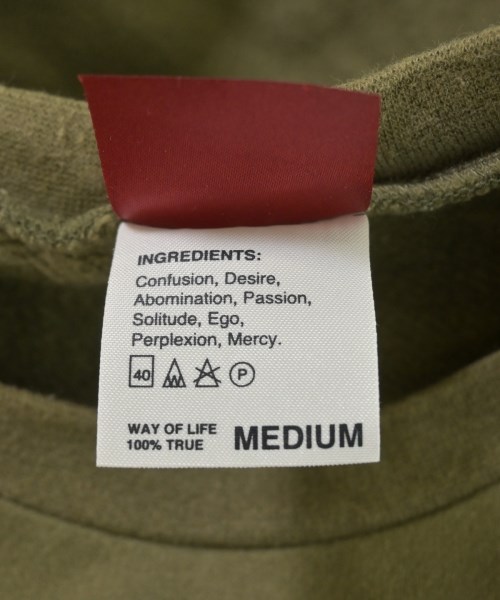 INGREDIENTS:
Confusion, Desire,
Abomination, Passion,
Solitude, Ego,
Perplexion, Mercy.
40 P
WAY OF LIFE
100% TRUE
MEDIUM